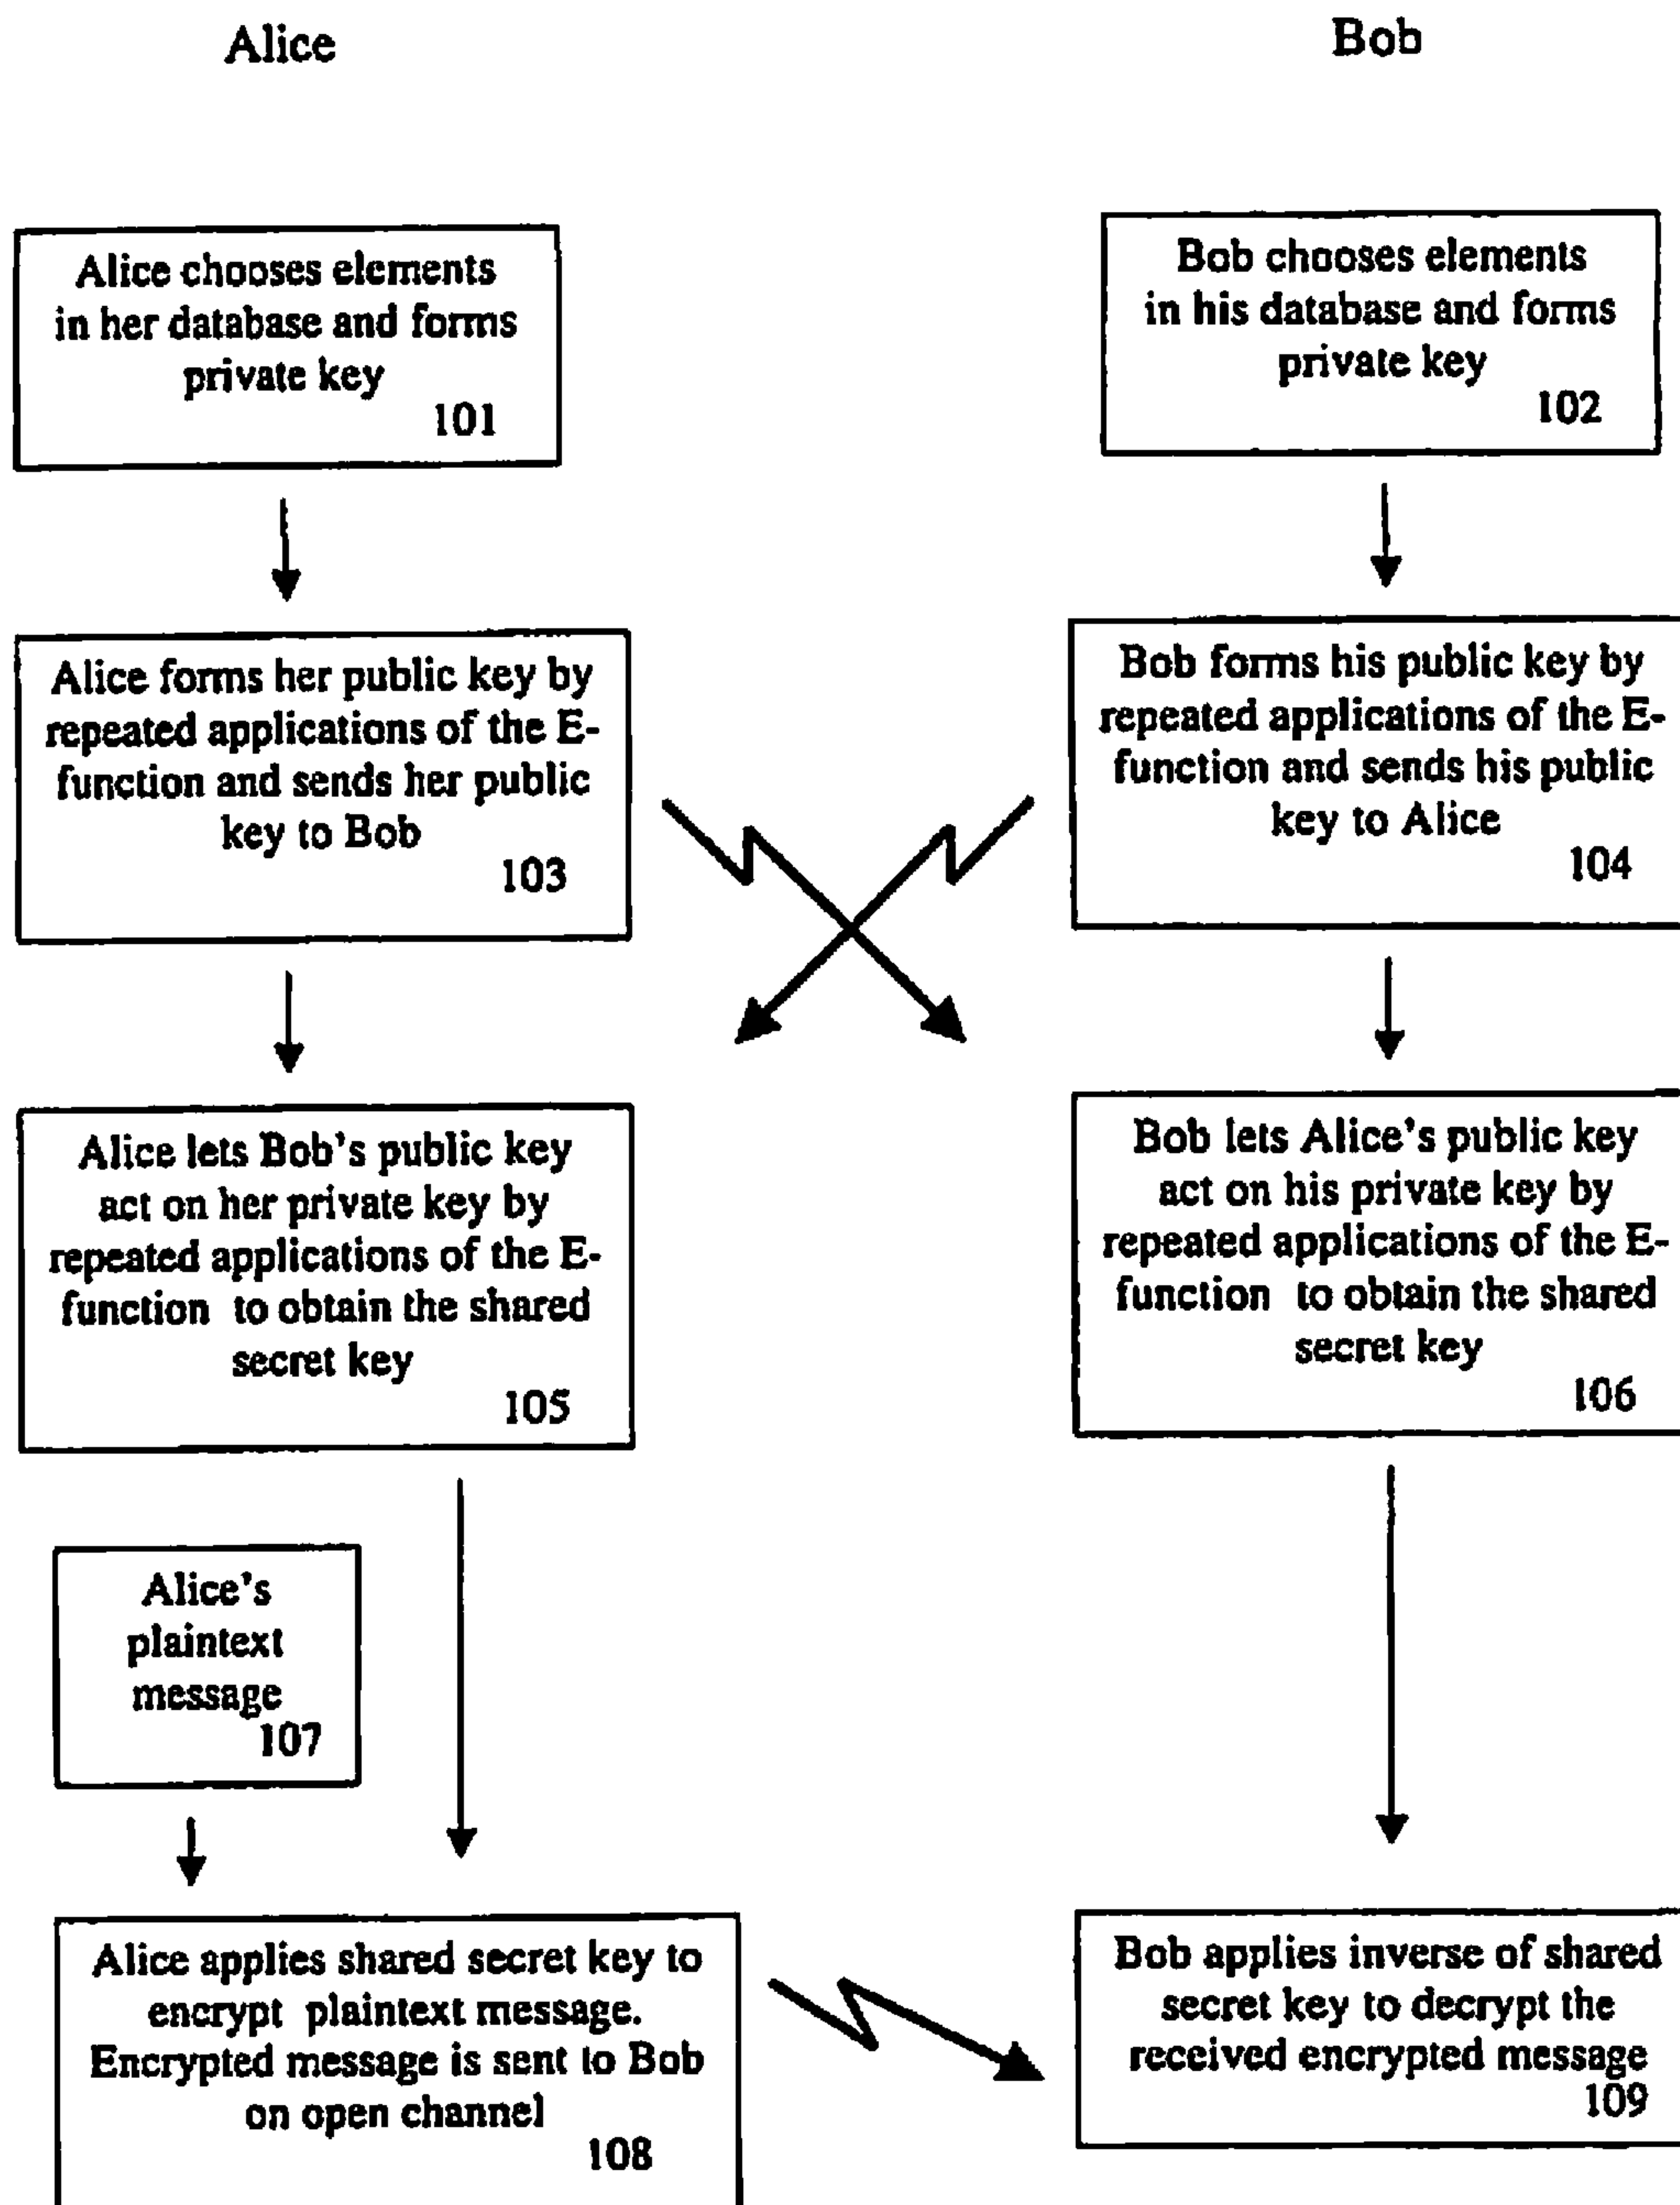 Alice
Bob
Alice chooses elements
in her database and forms
private key
101
Bob chooses elements
in his database and forms
private key
102
Alice forms her public key by
repeated applications of the E-
function and sends her public
key to Bob
103
Bob forms his public key by
repeated applications of the E-
function and sends his public
key to Alice
104
Alice lets Bob's public key
act on her private key by
repeated applications of the E-
function to obtain the shared
secret key
105
Bob lets Alice's public key
act on his private key by
repeated applications of the E-
function to obtain the shared
secret key
106
Alice's
plaintext
message
107
Alice applies shared secret key to
encrypt plaintext message.
Encrypted message is sent to Bob
on open channel
108
Bob applies inverse of shared
secret key to decrypt the
received encrypted message
109